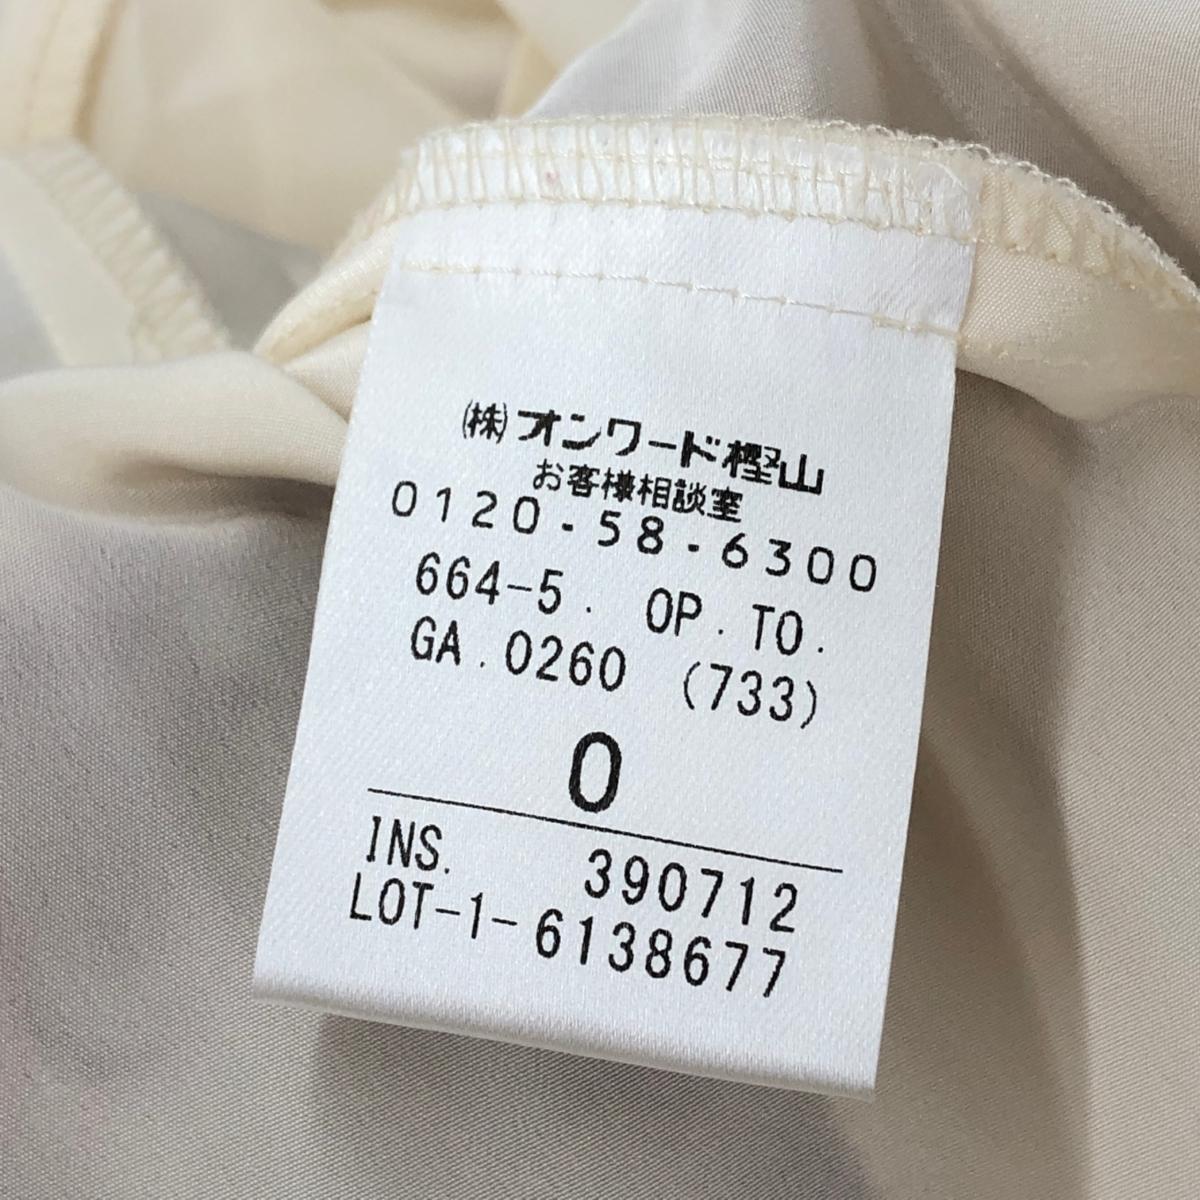 (株)オンワード樫山
お客様相談室
0120-58-6300
664-5. OP.TO.
GA.0260 (733)
0
INS. 390712
LOT-1-6138677